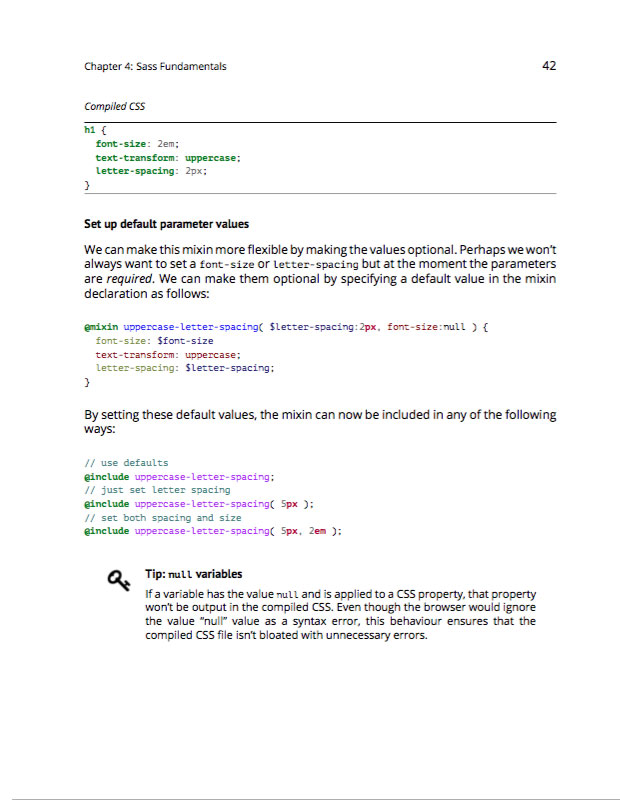 Chapter 4: Sass Fundamentals 42
Compiled CSS
h1 {
  font-size: 2em;
  text-transform: uppercase;
  letter-spacing: 2px;
}
Set up default parameter values
We can make this mixin more flexible by making the values optional. Perhaps we won't
always want to set a font-size or letter-spacing but at the moment the parameters
are required. We can make them optional by specifying a default value in the mixin
declaration as follows:
@mixin uppercase-letter-spacing( $letter-spacing:2px, font-size:null ) {
  font-size: $font-size
  text-transform: uppercase;
  letter-spacing: $letter-spacing;
}
By setting these default values, the mixin can now be included in any of the following
ways:
// use defaults
@include uppercase-letter-spacing;
// just set letter spacing
@include uppercase-letter-spacing( 5px );
// set both spacing and size
@include uppercase-letter-spacing( 5px, 2em );
Tip: null variables
If a variable has the value null and is applied to a CSS property, that property
won't be output in the compiled CSS. Even though the browser would ignore
the value "null" value as a syntax error, this behaviour ensures that the
compiled CSS file isn't bloated with unnecessary errors.